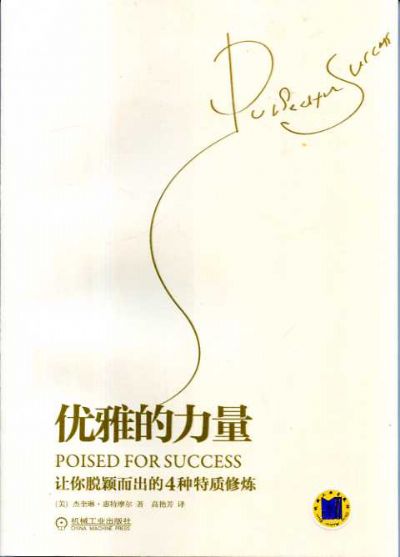 Poised for Success
优雅的力量
POISED FOR SUCCESS
让你脱颖而出的4种特质修炼
(美) 杰奎琳·惠特摩尔 著 高艳芳 译
机械工业出版社
CHINA MACHINE PRESS